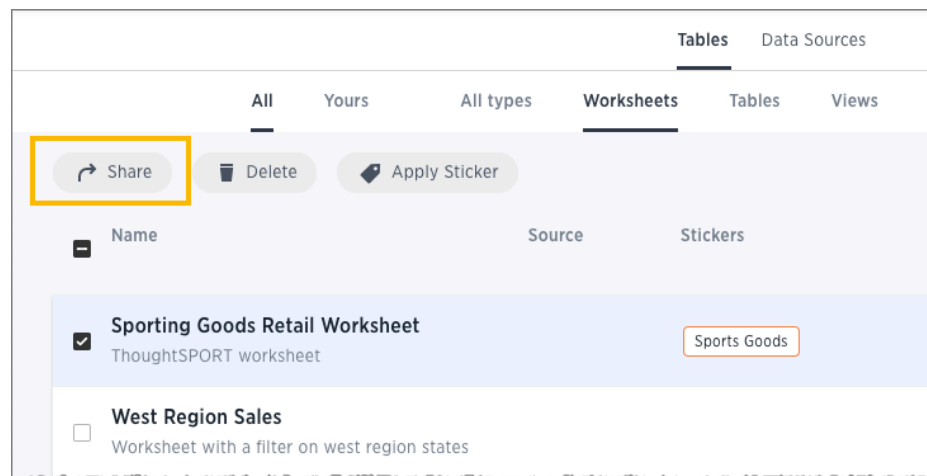 Tables Data Sources
All Yours All types Worksheets Tables Views
Share Delete Apply Sticker
Name Source Stickers
Sporting Goods Retail Worksheet
ThoughtSPORT worksheet
Sports Goods
West Region Sales
Worksheet with a filter on west region states